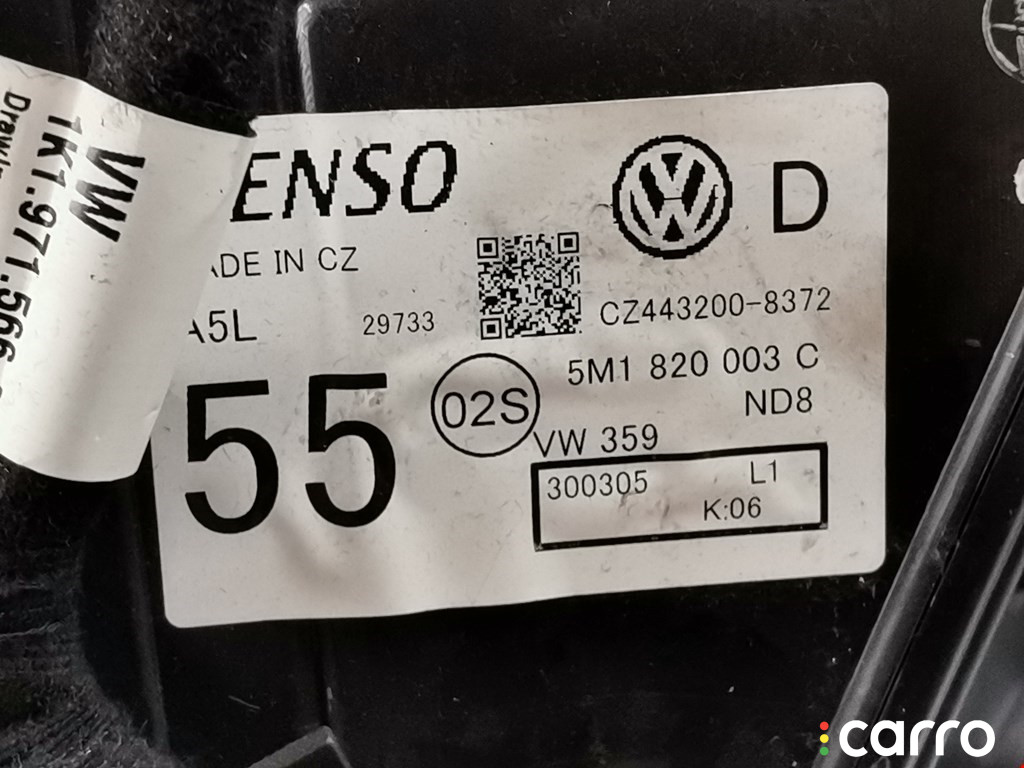 VW
1K1.971.566
ENSO
D
ADE IN CZ
A5L
29733
CZ443200-8372
5M1 820 003 C
ND8
55
02S
VW 359
300305
L1
K:06
carro